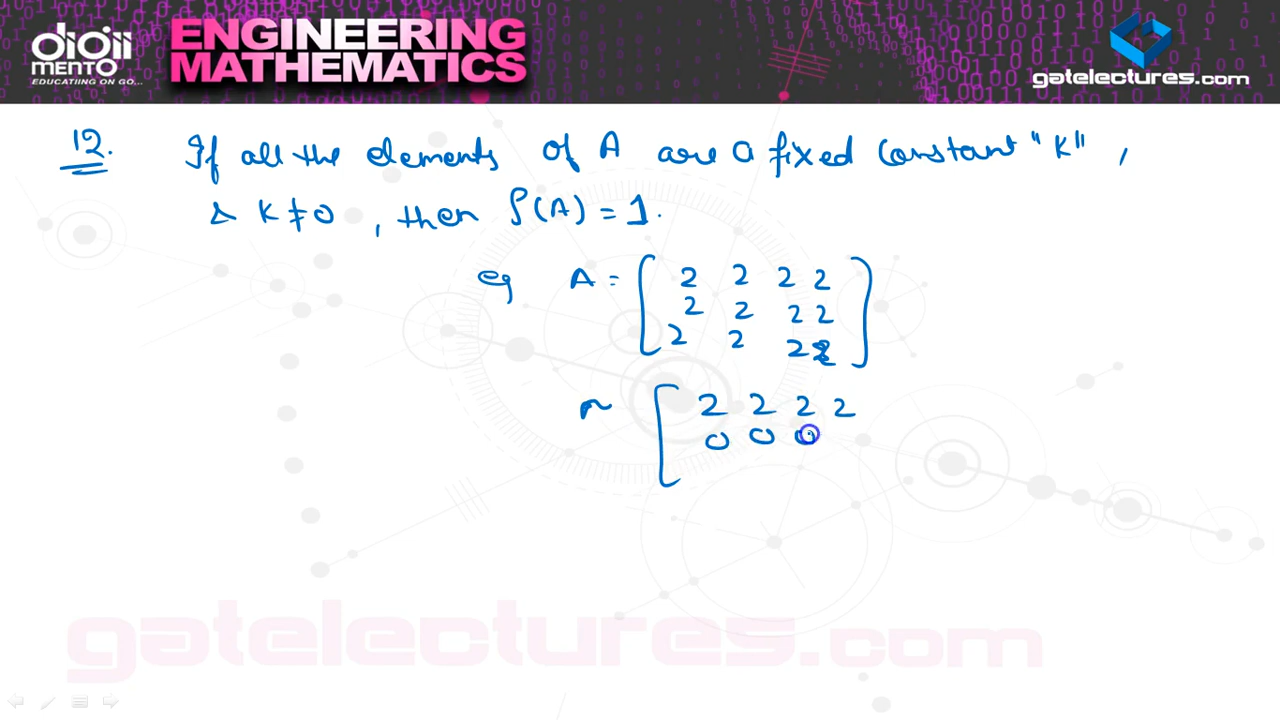 digii
MENTO
EDUCATIING ON GO...
ENGINEERING
MATHEMATICS
gatelectures.com
12. If all the elements of A are a fixed constant "K",
& K ≠ 0, then ρ(A) = 1.
eg A = [ 2 2 2 2
2 2 2 2
2 2 2 2 ]
~ [ 2 2 2 2
0 0 0
gatelectures.com